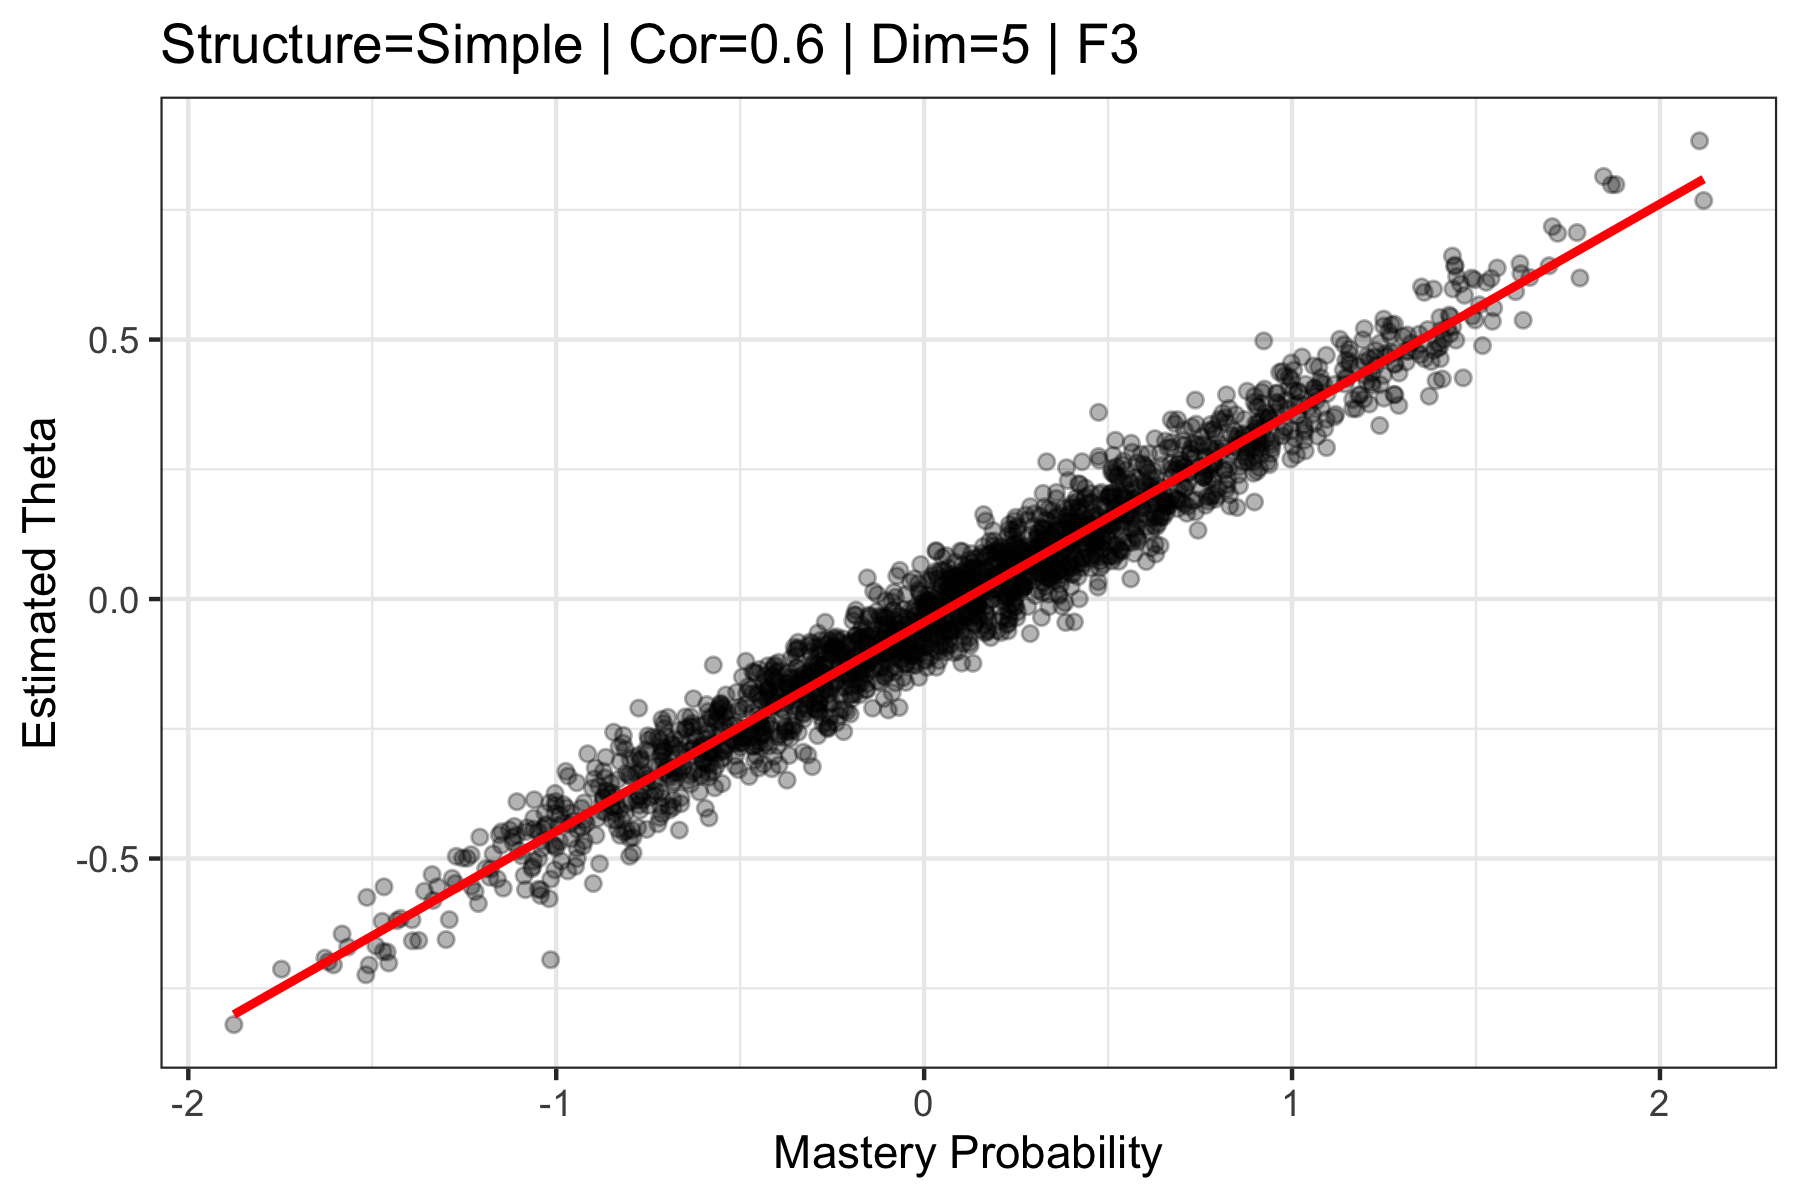 Structure=Simple | Cor=0.6 | Dim=5 | F3
Estimated Theta
0.5
0.0
-0.5
-2
-1
0
1
2
Mastery Probability